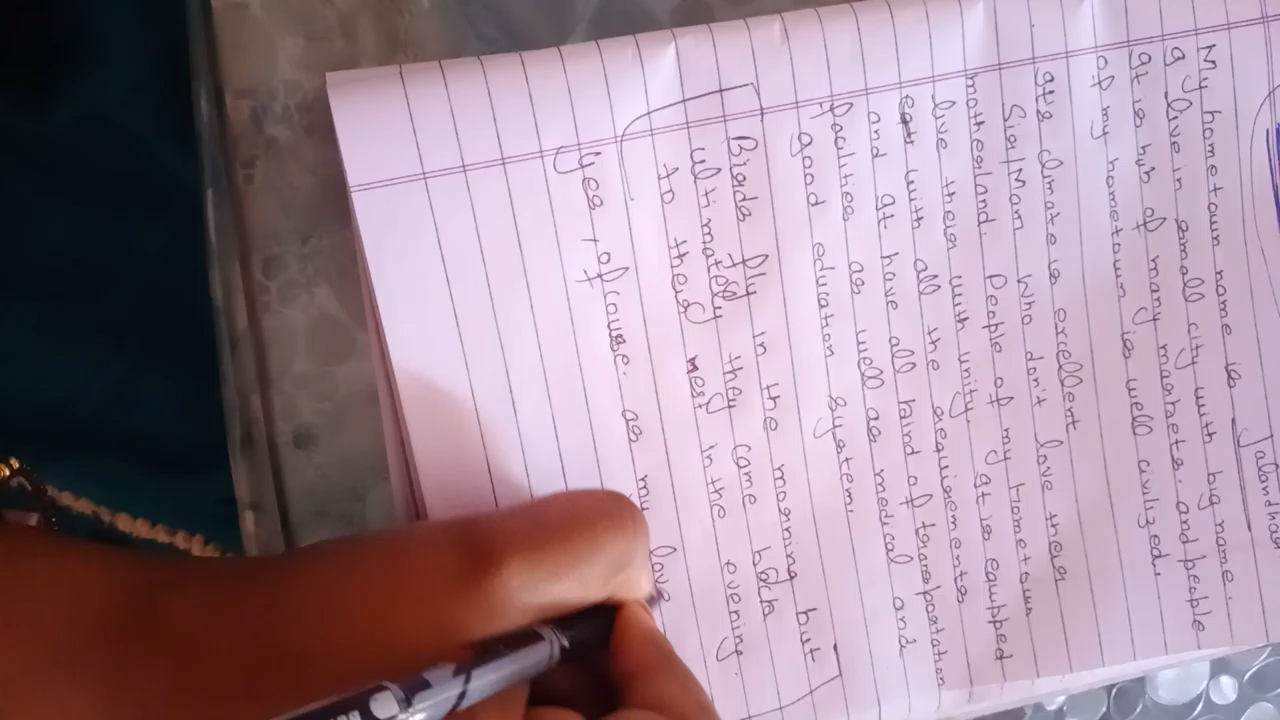 My hometown name is Jalandhar
I live in small city with big name.
It is hub of many markets. and people
of my hometown is well civilized.
Its climate is excellent
Sir/Mam Who don't love their
motherland. People of my hometown
live their with unity. It is equipped
with all the requirements
and It have all kind of transportation
facilities as well as medical and
good education system.
Birds fly in the morning but
ultimately they come back
to their nest in the evening.
Yes, ofcouse. as my love